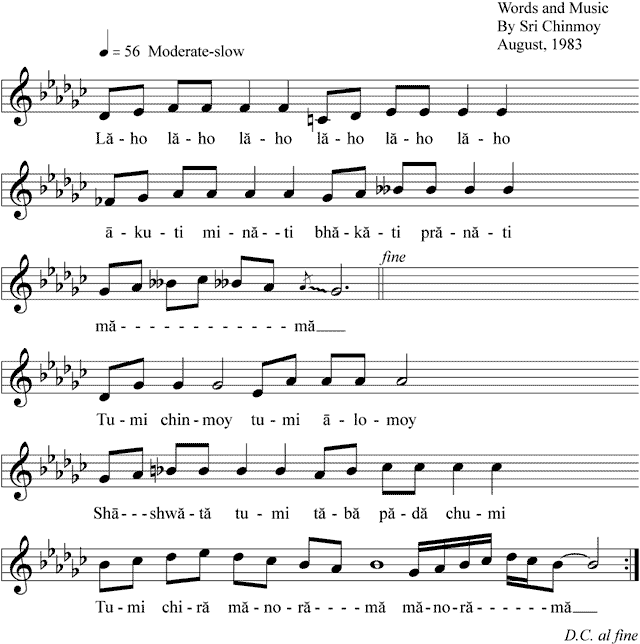 Words and Music
By Sri Chinmoy
August, 1983
♩ = 56 Moderate-slow
Lă-ho lă-ho lă-ho lă-ho lă-ho lă-ho
ā-ku-ti mi-nă--ti bhă-kă-ti pră-nă-ti
fine
mă - - - - - - - - - - - - - mă
Tu-mi chin-moy tu-mi ā-lo-moy
Shā---shwă-tă tu-mi tă-bă pă-dă chu-mi
Tu-mi chi-ră mă-no-ră----mă mă-no-ră------mă
D.C. al fine